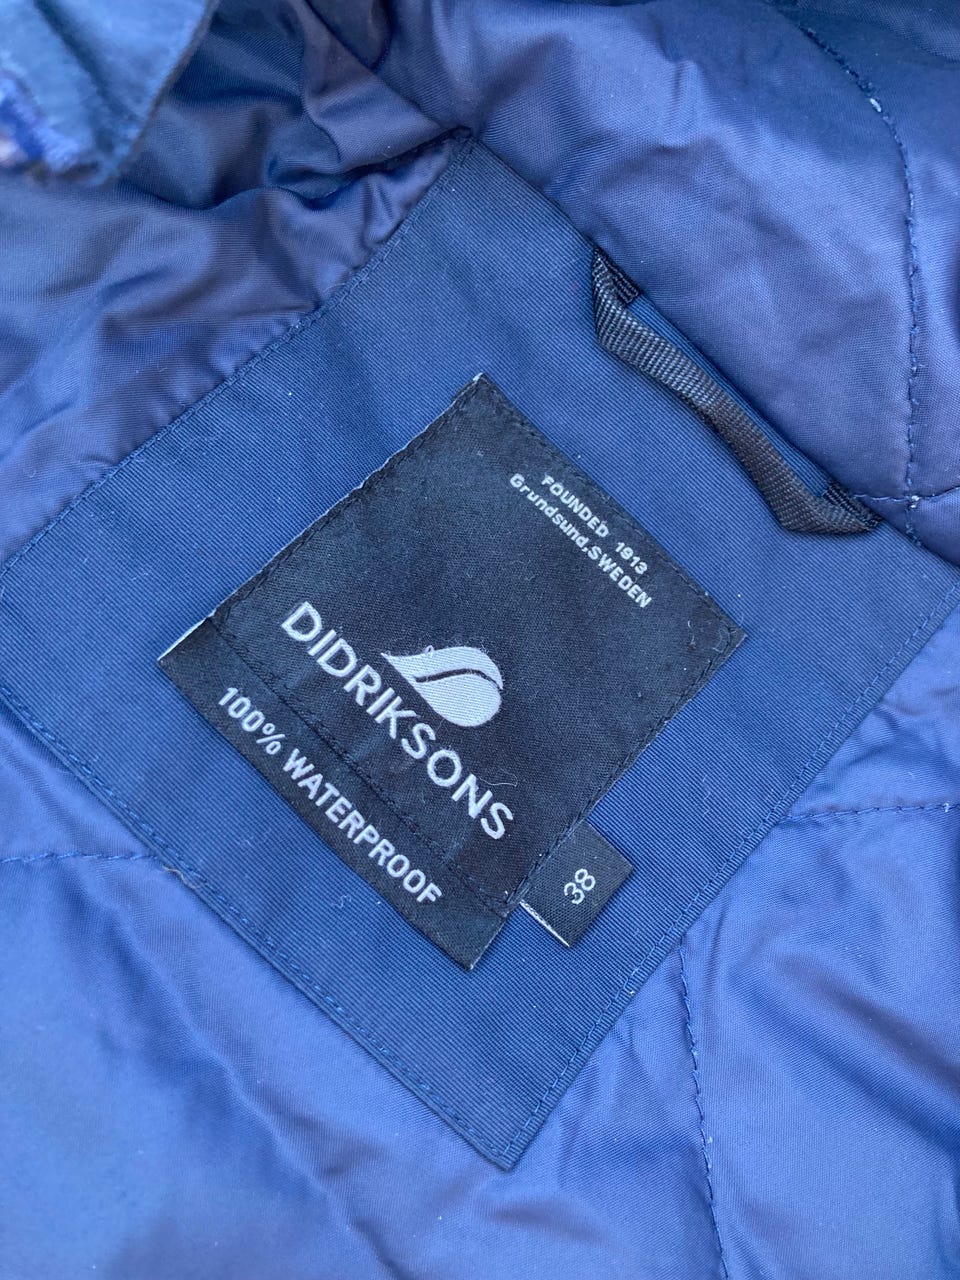 FOUNDED 1913
Grundsund,SWEDEN
DIDRIKSONS
100% WATERPROOF
38